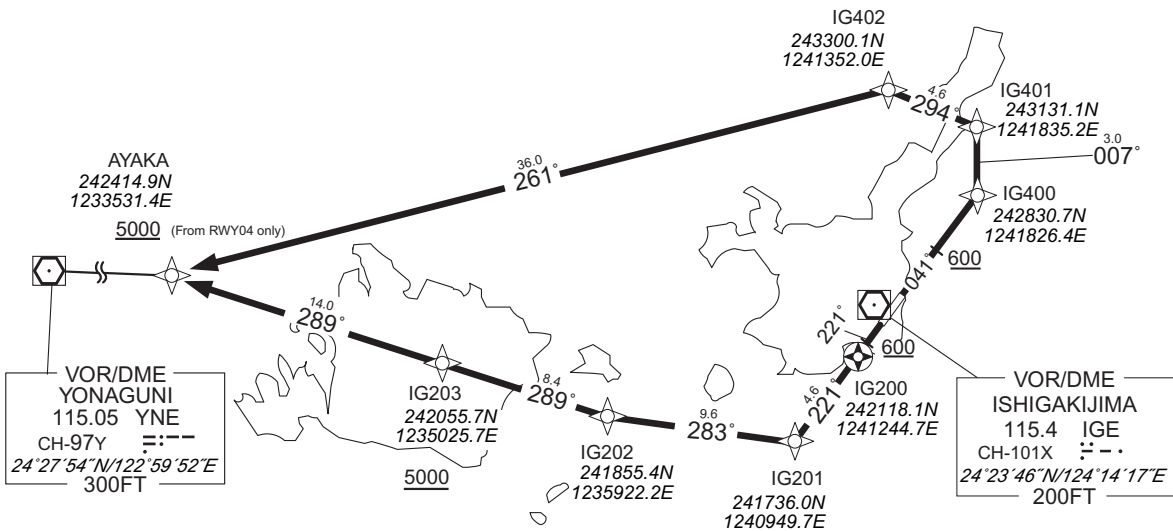 IG402
243300.1N
1241352.0E
4.6
294°
IG401
243131.1N
1241835.2E
3.0
007°
36.0
261°
AYAKA
242414.9N
1233531.4E
5000 (From RWY04 only)
IG400
242830.7N
1241826.4E
600
041°
221°
600
14.0
289°
8.4
289°
9.6
283°
4.6
221°
IG200
242118.1N
1241244.7E
IG203
242055.7N
1235025.7E
5000
IG202
241855.4N
1235922.2E
IG201
241736.0N
1240949.7E
VOR/DME
YONAGUNI
115.05 YNE
CH-97Y
24°27´54˝N/122°59´52˝E
300FT
VOR/DME
ISHIGAKIJIMA
115.4 IGE
CH-101X
24°23´46˝N/124°14´17˝E
200FT